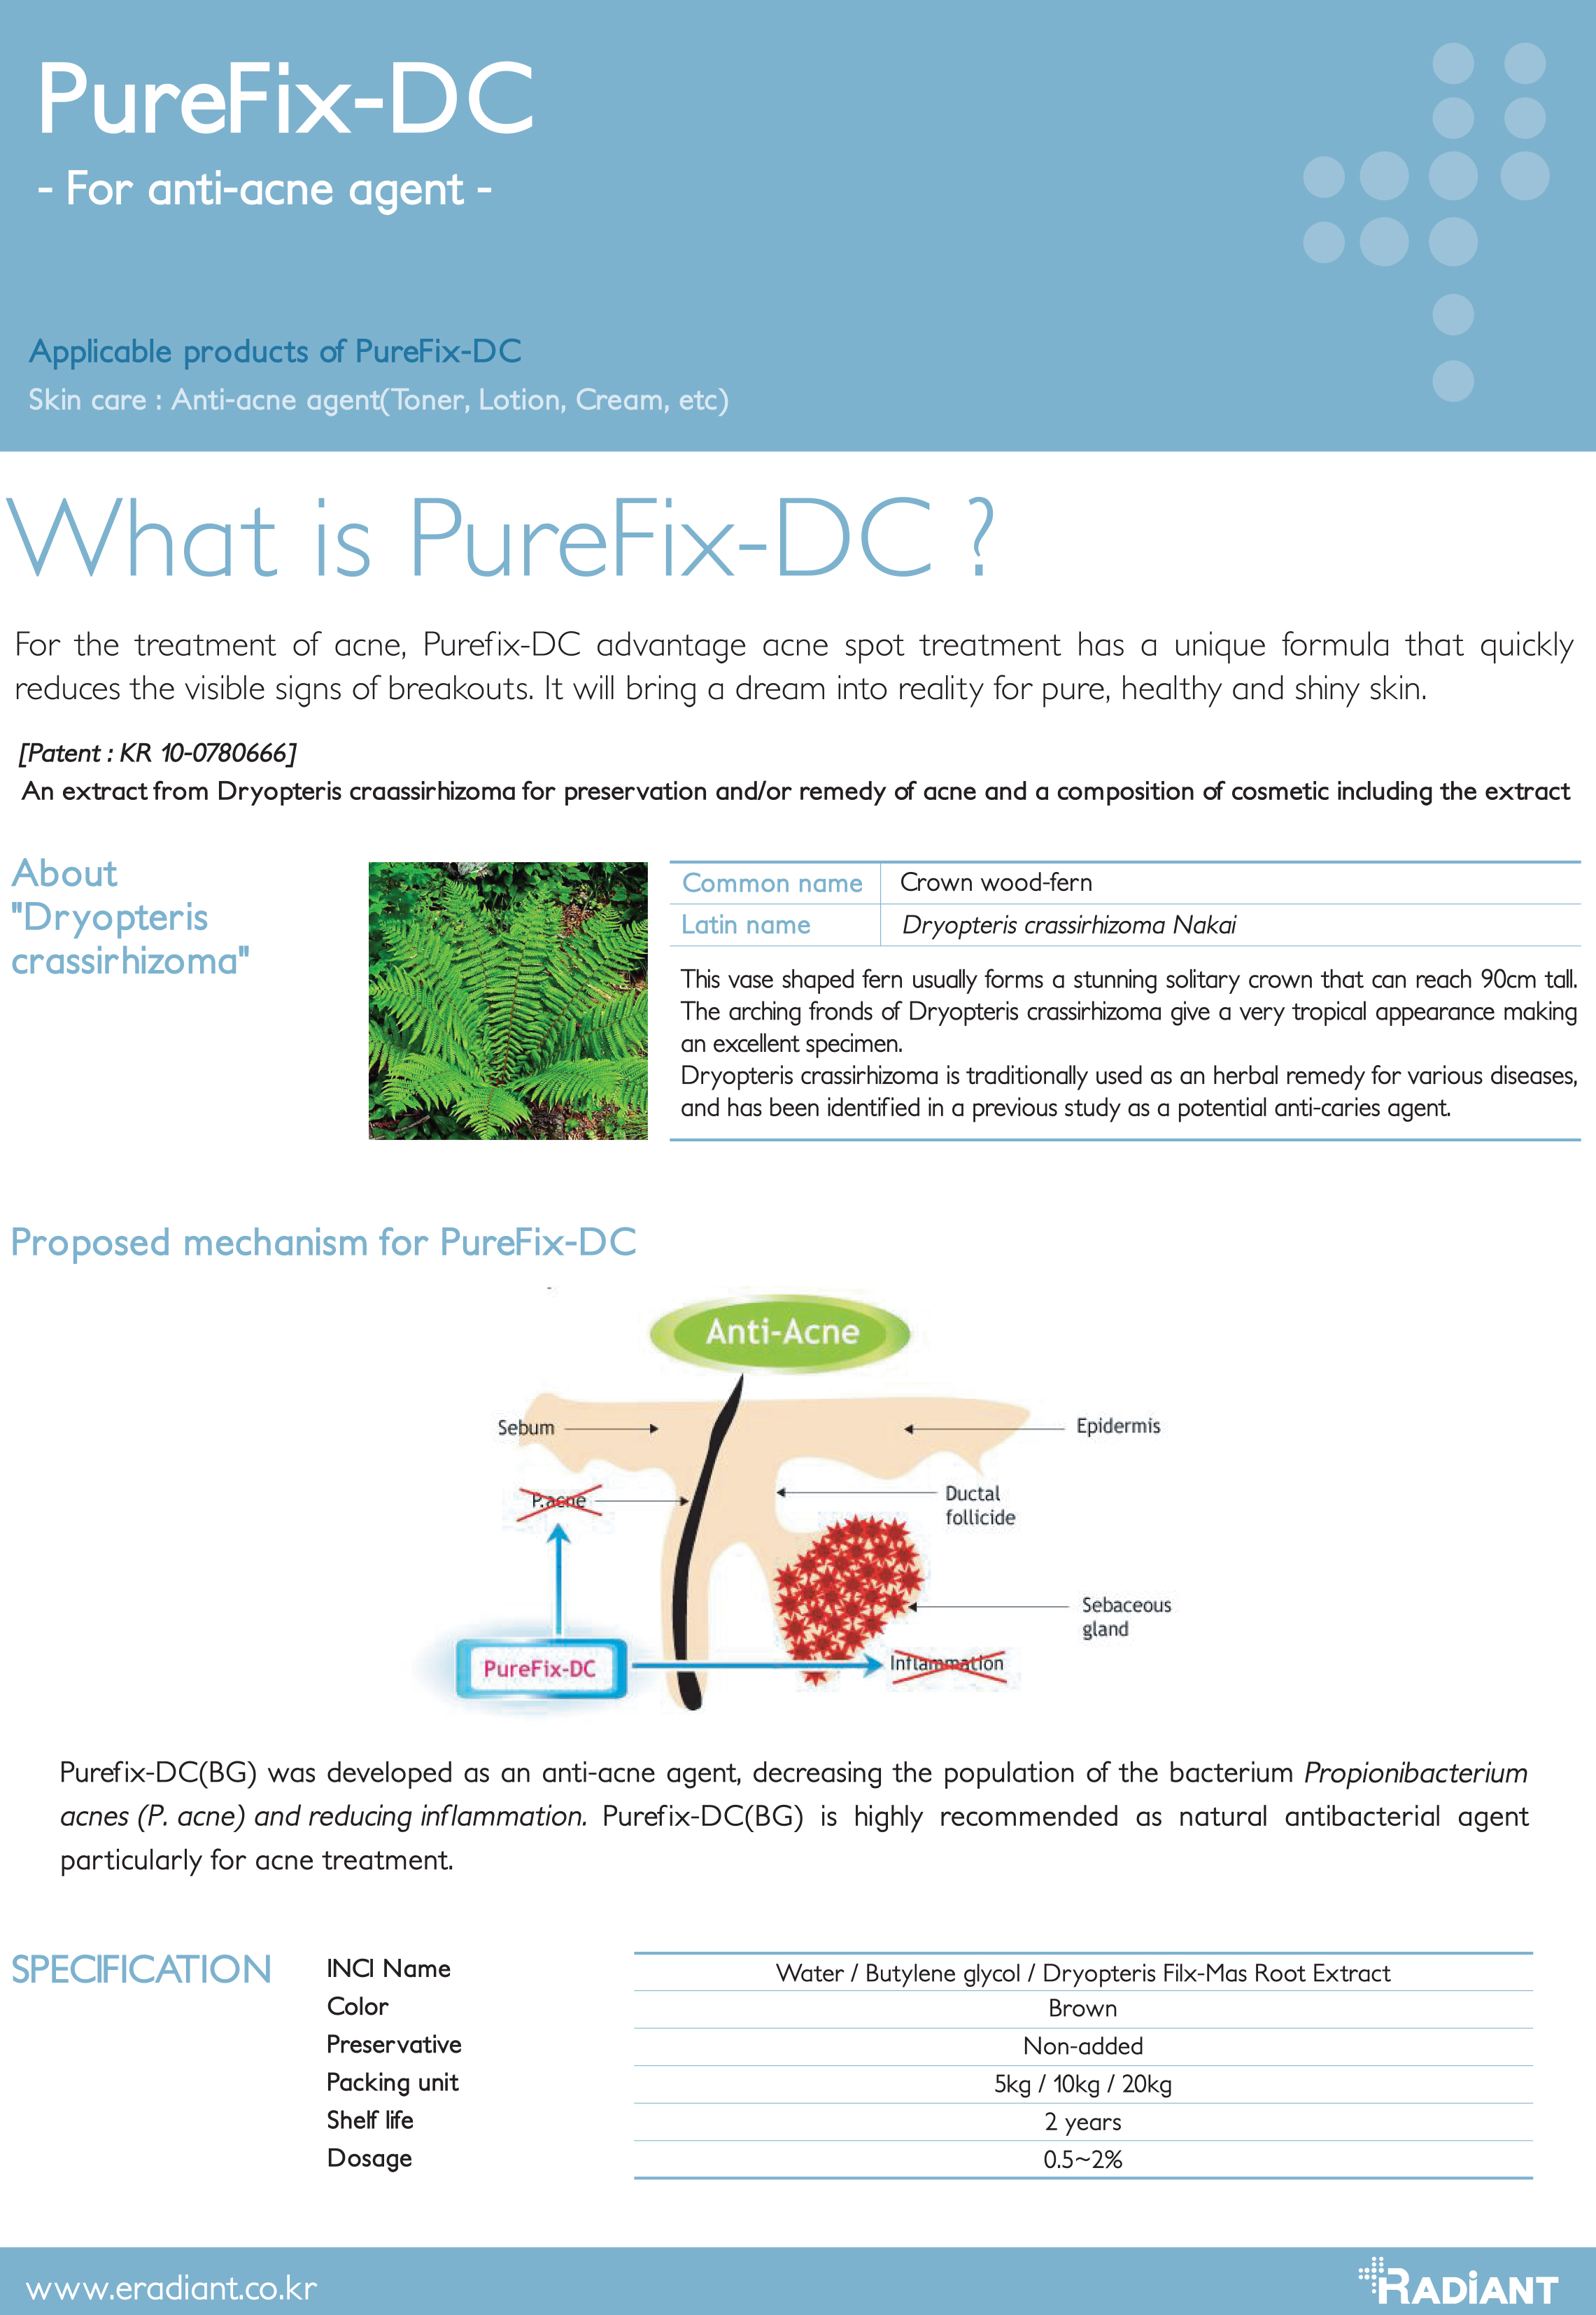 PureFix-DC
- For anti-acne agent -
Applicable products of PureFix-DC
Skin care : Anti-acne agent(Toner, Lotion, Cream, etc)
What is PureFix-DC ?
For the treatment of acne, Purefix-DC advantage acne spot treatment has a unique formula that quickly
reduces the visible signs of breakouts. It will bring a dream into reality for pure, healthy and shiny skin.
[Patent : KR 10-0780666]
An extract from Dryopteris craassirhizoma for preservation and/or remedy of acne and a composition of cosmetic including the extract
About
"Dryopteris
crassirhizoma"
Common name Crown wood-fern
Latin name Dryopteris crassirhizoma Nakai
This vase shaped fern usually forms a stunning solitary crown that can reach 90cm tall.
The arching fronds of Dryopteris crassirhizoma give a very tropical appearance making
an excellent specimen.
Dryopteris crassirhizoma is traditionally used as an herbal remedy for various diseases,
and has been identified in a previous study as a potential anti-caries agent.
Proposed mechanism for PureFix-DC
Anti-Acne
Sebum
Epidermis
P.acne
Ductal
follicide
Sebaceous
gland
PureFix-DC
Inflammation
Purefix-DC(BG) was developed as an anti-acne agent, decreasing the population of the bacterium Propionibacterium
acnes (P. acne) and reducing inflammation. Purefix-DC(BG) is highly recommended as natural antibacterial agent
particularly for acne treatment.
SPECIFICATION
INCI Name Water / Butylene glycol / Dryopteris Filx-Mas Root Extract
Color Brown
Preservative Non-added
Packing unit 5kg / 10kg / 20kg
Shelf life 2 years
Dosage 0.5~2%
www.eradiant.co.kr
RADiANT